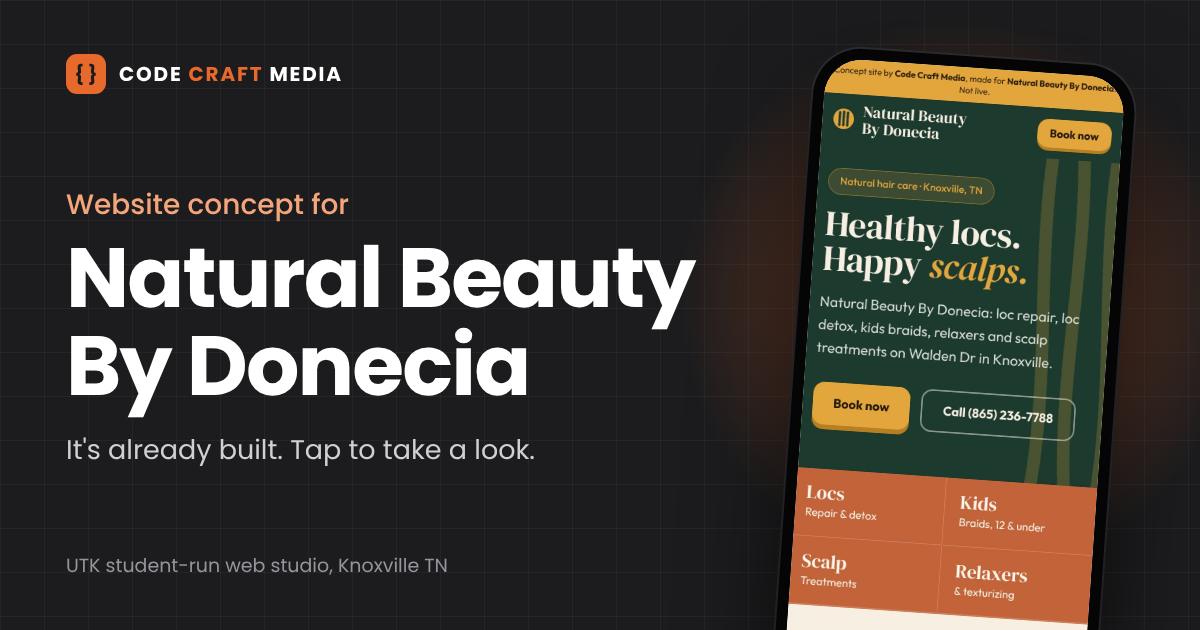 { } CODE CRAFT MEDIA
Website concept for
Natural Beauty
By Donecia
It's already built. Tap to take a look.
UTK student-run web studio, Knoxville TN
Concept site by Code Craft Media, made for Natural Beauty By Donecia.
Not live.
Natural Beauty
By Donecia
Book now
Natural hair care · Knoxville, TN
Healthy locs.
Happy scalps.
Natural Beauty By Donecia: loc repair, loc
detox, kids braids, relaxers and scalp
treatments on Walden Dr in Knoxville.
Book now
Call (865) 236-7788
Locs
Repair & detox
Kids
Braids, 12 & under
Scalp
Treatments
Relaxers
& texturizing